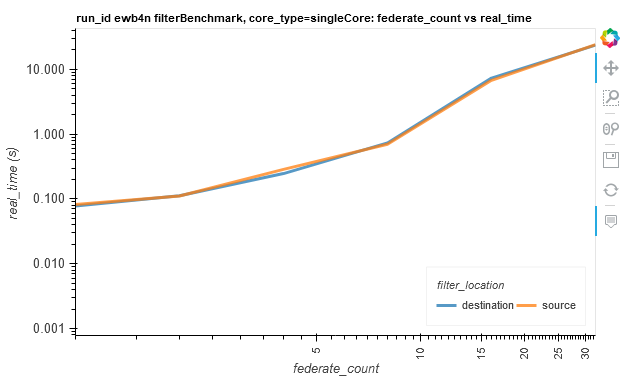 run_id ewb4n filterBenchmark, core_type=singleCore: federate_count vs real_time
10.000
1.000
0.100
0.010
0.001
real_time (s)
filter_location
destination
source
5
10
15
20
25
30
federate_count